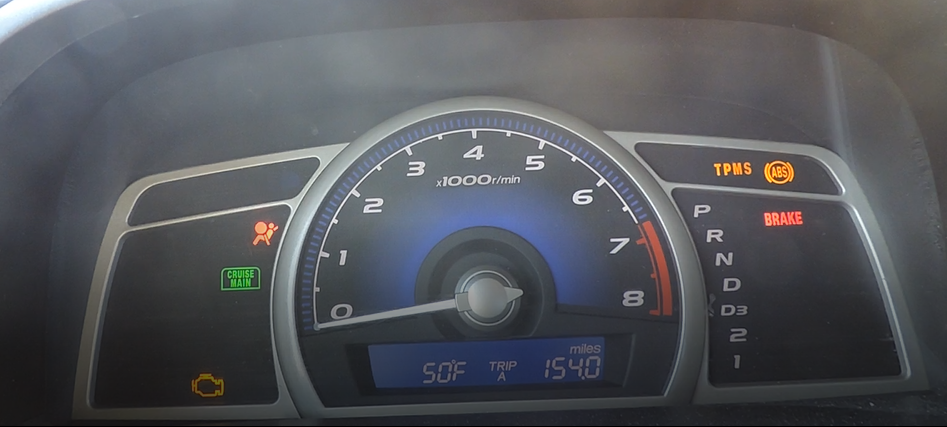 TPMS ABS
BRAKE
CRUISE
MAIN
0 1 2 3 4 5 6 7 8
x1000r/min
P
R
N
D
D3
2
1
miles
50°F TRIP A 154.0